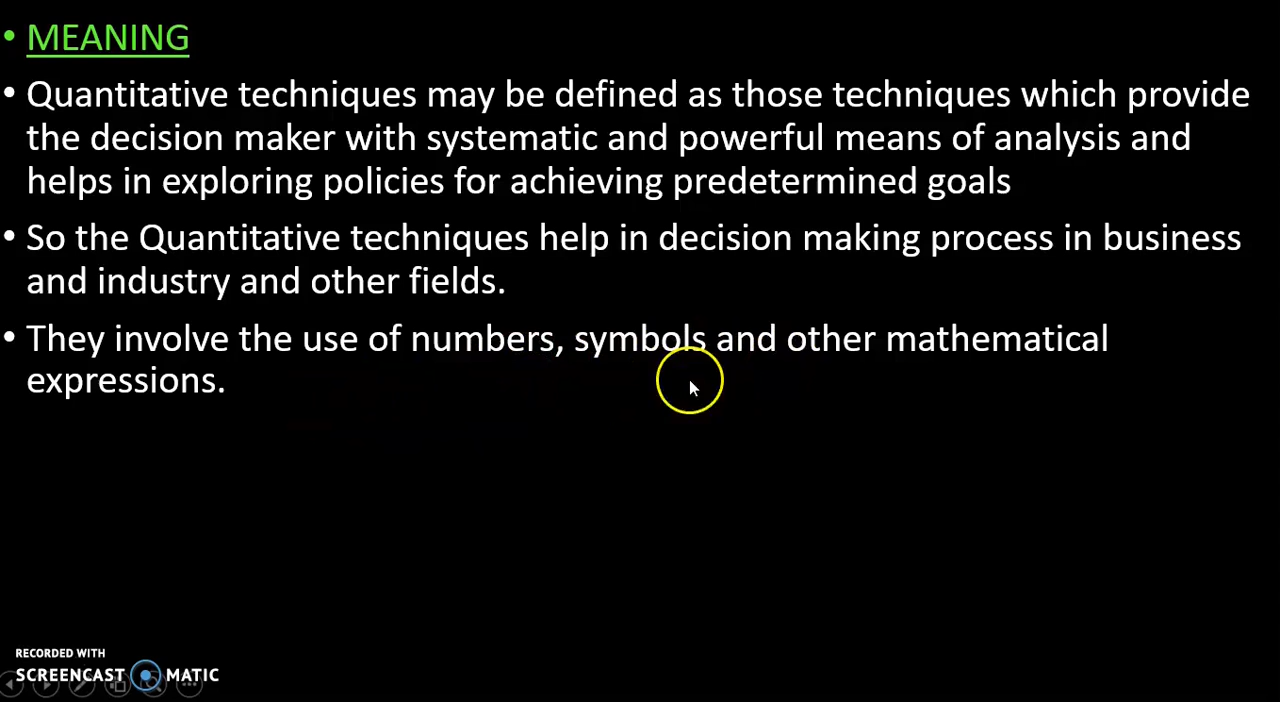 • MEANING
• Quantitative techniques may be defined as those techniques which provide
the decision maker with systematic and powerful means of analysis and
helps in exploring policies for achieving predetermined goals
• So the Quantitative techniques help in decision making process in business
and industry and other fields.
• They involve the use of numbers, symbols and other mathematical
expressions.
RECORDED WITH
SCREENCAST MATIC